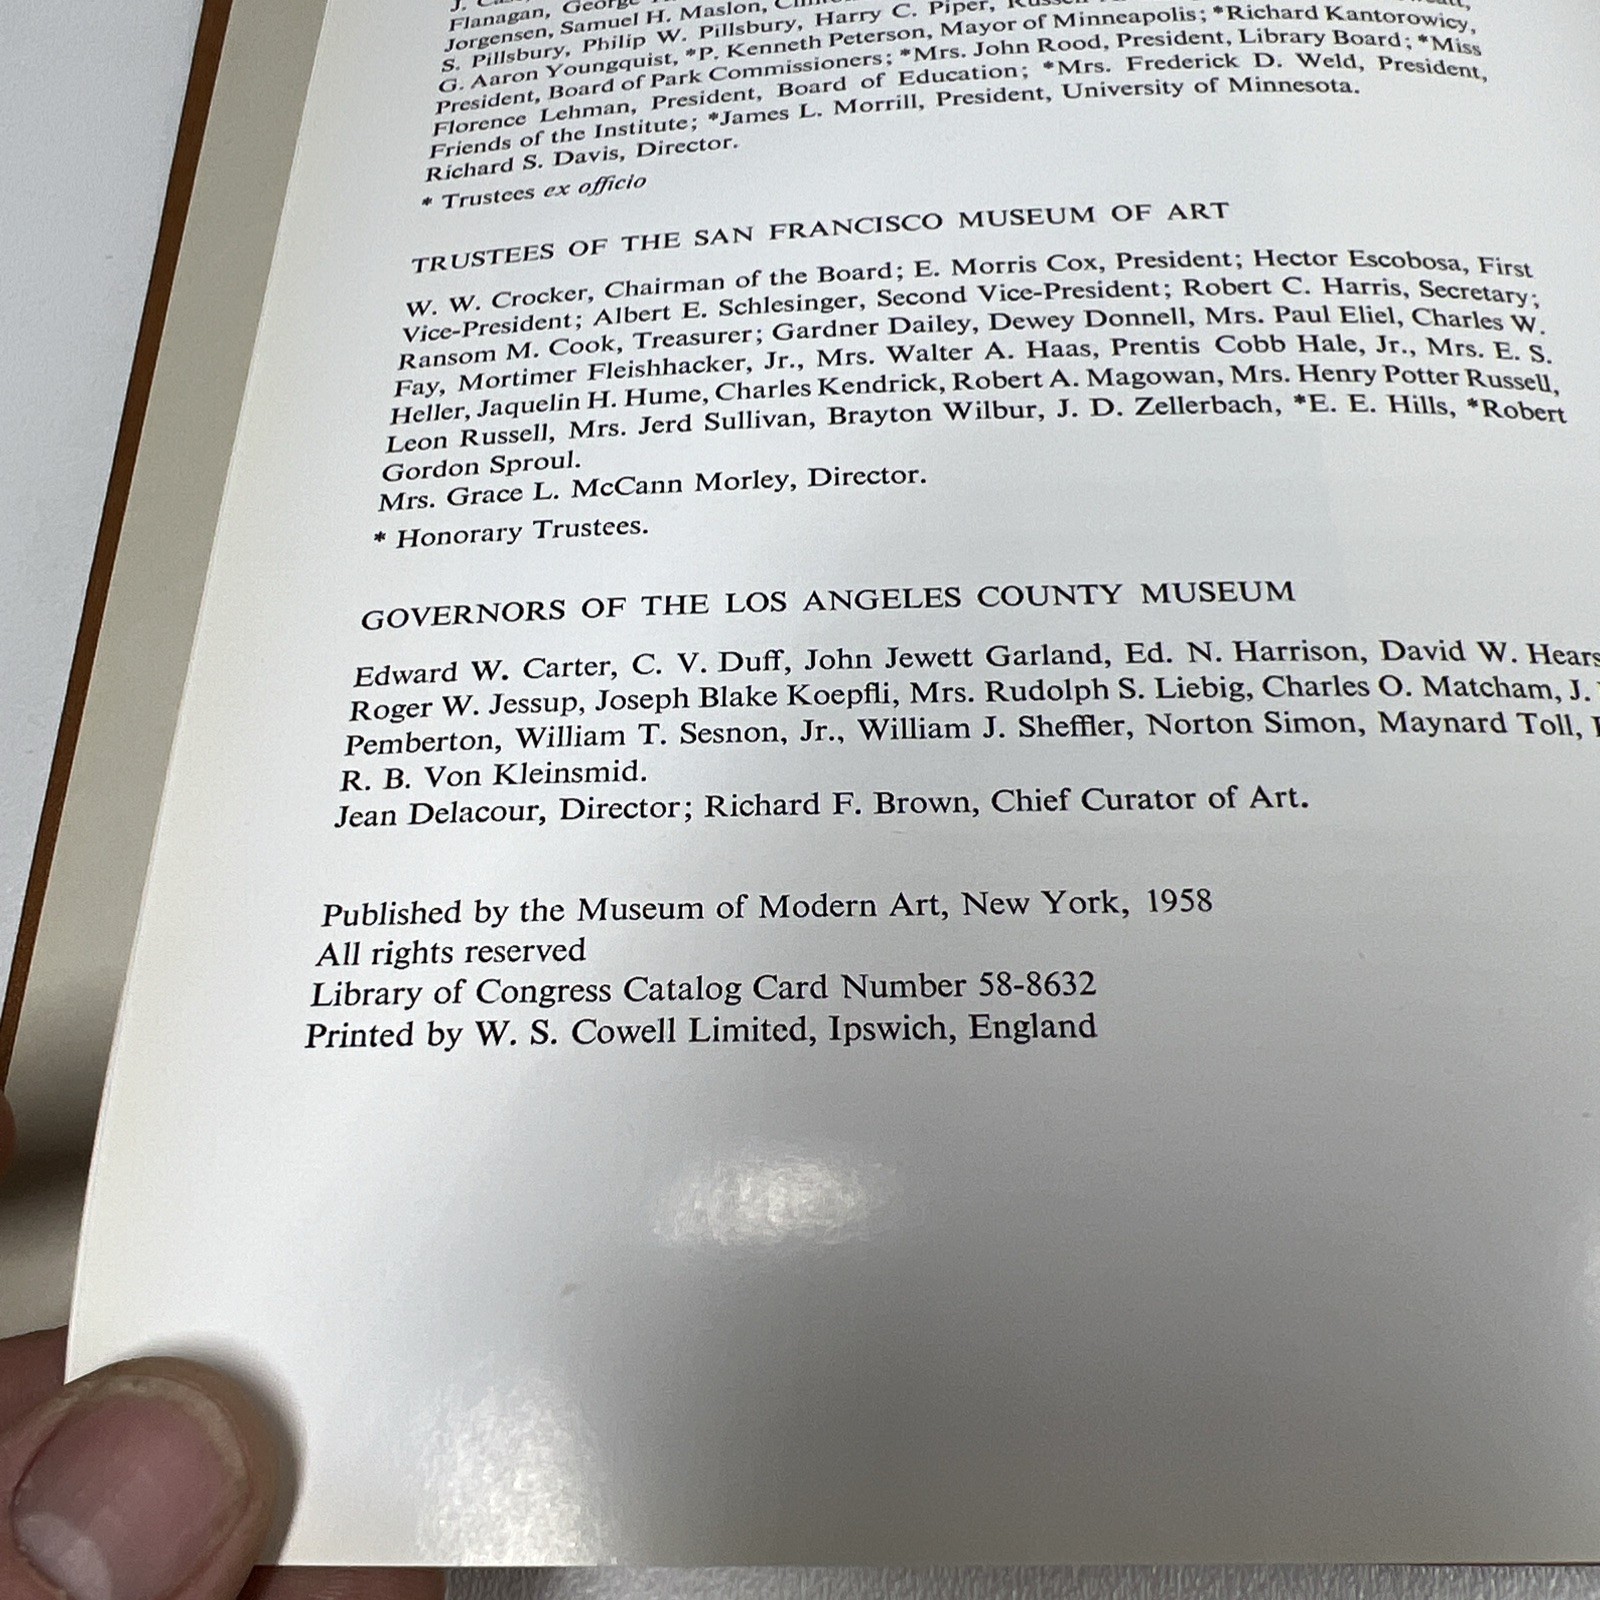 Flanagan, George
Jorgensen, Samuel H. Maslon,
S. Pillsbury, Philip W. Pillsbury, Harry C. Piper,
G. Aaron Youngquist, *P. Kenneth Peterson, Mayor of Minneapolis; *Richard Kantorowicy,
President, Board of Park Commissioners; *Mrs. John Rood, President, Library Board; *Miss
Florence Lehman, President, Board of Education; *Mrs. Frederick D. Weld, President,
Friends of the Institute; *James L. Morrill, President, University of Minnesota.
Richard S. Davis, Director.
* Trustees ex officio
TRUSTEES OF THE SAN FRANCISCO MUSEUM OF ART
W. W. Crocker, Chairman of the Board; E. Morris Cox, President; Hector Escobosa, First
Vice-President; Albert E. Schlesinger, Second Vice-President; Robert C. Harris, Secretary;
Ransom M. Cook, Treasurer; Gardner Dailey, Dewey Donnell, Mrs. Paul Eliel, Charles W.
Fay, Mortimer Fleishhacker, Jr., Mrs. Walter A. Haas, Prentis Cobb Hale, Jr., Mrs. E. S.
Heller, Jaquelin H. Hume, Charles Kendrick, Robert A. Magowan, Mrs. Henry Potter Russell,
Leon Russell, Mrs. Jerd Sullivan, Brayton Wilbur, J. D. Zellerbach, *E. E. Hills, *Robert
Gordon Sproul.
Mrs. Grace L. McCann Morley, Director.
* Honorary Trustees.
GOVERNORS OF THE LOS ANGELES COUNTY MUSEUM
Edward W. Carter, C. V. Duff, John Jewett Garland, Ed. N. Harrison, David W. Hears
Roger W. Jessup, Joseph Blake Koepfli, Mrs. Rudolph S. Liebig, Charles O. Matcham, J.
Pemberton, William T. Sesnon, Jr., William J. Sheffler, Norton Simon, Maynard Toll,
R. B. Von Kleinsmid.
Jean Delacour, Director; Richard F. Brown, Chief Curator of Art.
Published by the Museum of Modern Art, New York, 1958
All rights reserved
Library of Congress Catalog Card Number 58-8632
Printed by W. S. Cowell Limited, Ipswich, England